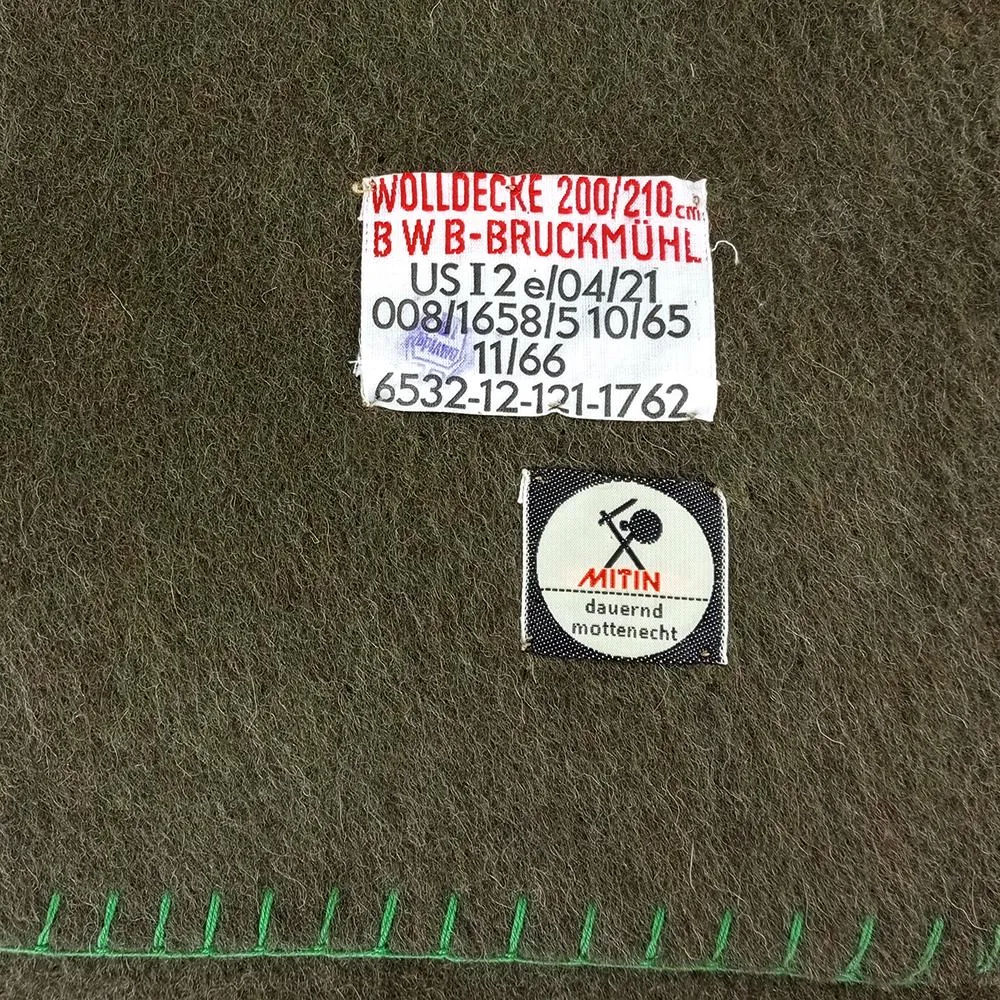 WOLLDECKE 200/210 cm.
B W B-BRUCKMÜHL
US I 2 e/04/21
008/1658/5 10/65
11/66
6532-12-121-1762
MITIN
dauernd
mottenecht